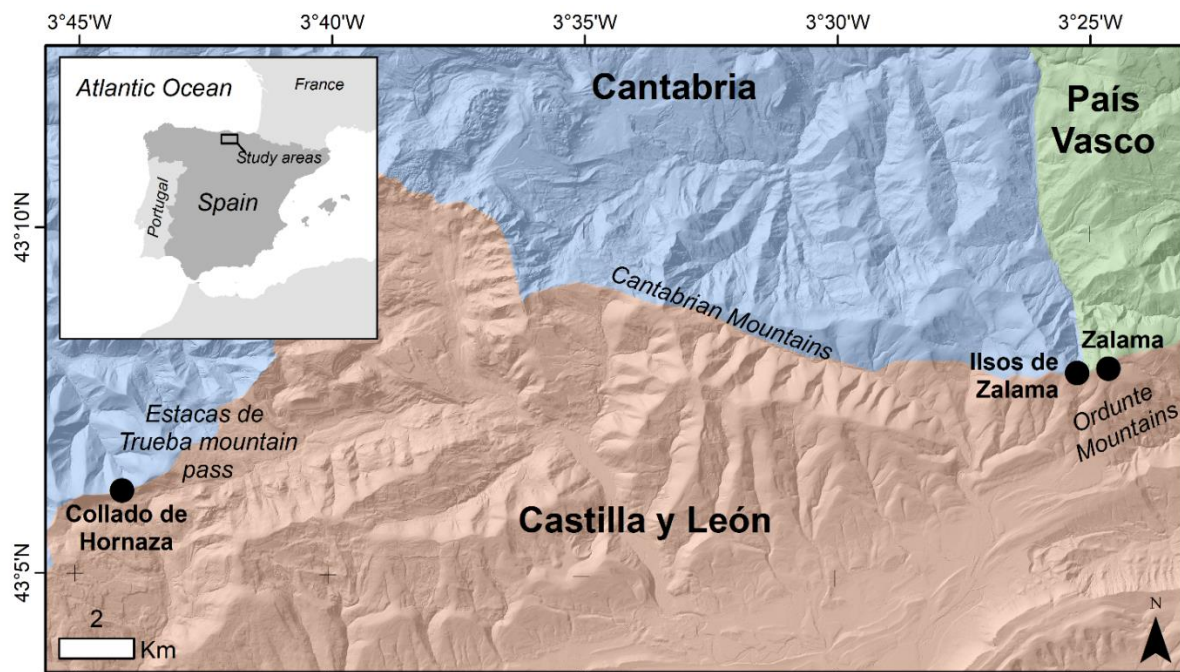 3°45'W
3°40'W
3°35'W
3°30'W
3°25'W
Atlantic Ocean
France
Study areas
Portugal
Spain
Cantabria
País
Vasco
43°10'N
Cantabrian Mountains
Ilsos de
Zalama
Zalama
Ordunte
Mountains
Estacas de
Trueba mountain
pass
Collado de
Hornaza
Castilla y León
43°5'N
2
Km
N